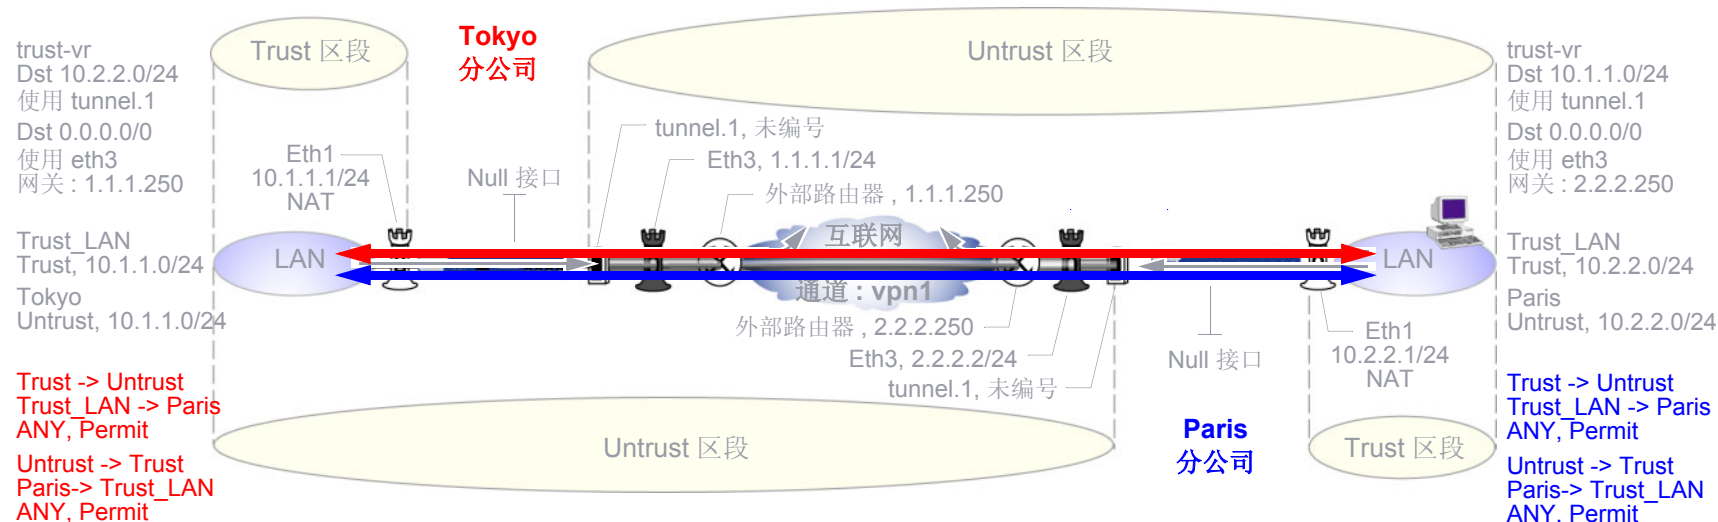 trust-vr
Dst 10.2.2.0/24
使用 tunnel.1
Dst 0.0.0.0/0
使用 eth3
网关 : 1.1.1.250
Trust_LAN
Trust, 10.1.1.0/24
Tokyo
Untrust, 10.1.1.0/24
Trust -> Untrust
Trust_LAN -> Paris
ANY, Permit
Untrust -> Trust
Paris-> Trust_LAN
ANY, Permit
Trust 区段
Tokyo
分公司
Untrust 区段
Eth1
10.1.1.1/24
NAT
Null 接口
tunnel.1, 未编号
Eth3, 1.1.1.1/24
外部路由器 , 1.1.1.250
LAN
互联网
通道 : vpn1
LAN
外部路由器 , 2.2.2.250
Eth3, 2.2.2.2/24
tunnel.1, 未编号
Null 接口
Eth1
10.2.2.1/24
NAT
Untrust 区段
Paris
分公司
Trust 区段
trust-vr
Dst 10.1.1.0/24
使用 tunnel.1
Dst 0.0.0.0/0
使用 eth3
网关 : 2.2.2.250
Trust_LAN
Trust, 10.2.2.0/24
Paris
Untrust, 10.2.2.0/24
Trust -> Untrust
Trust_LAN -> Paris
ANY, Permit
Untrust -> Trust
Paris-> Trust_LAN
ANY, Permit